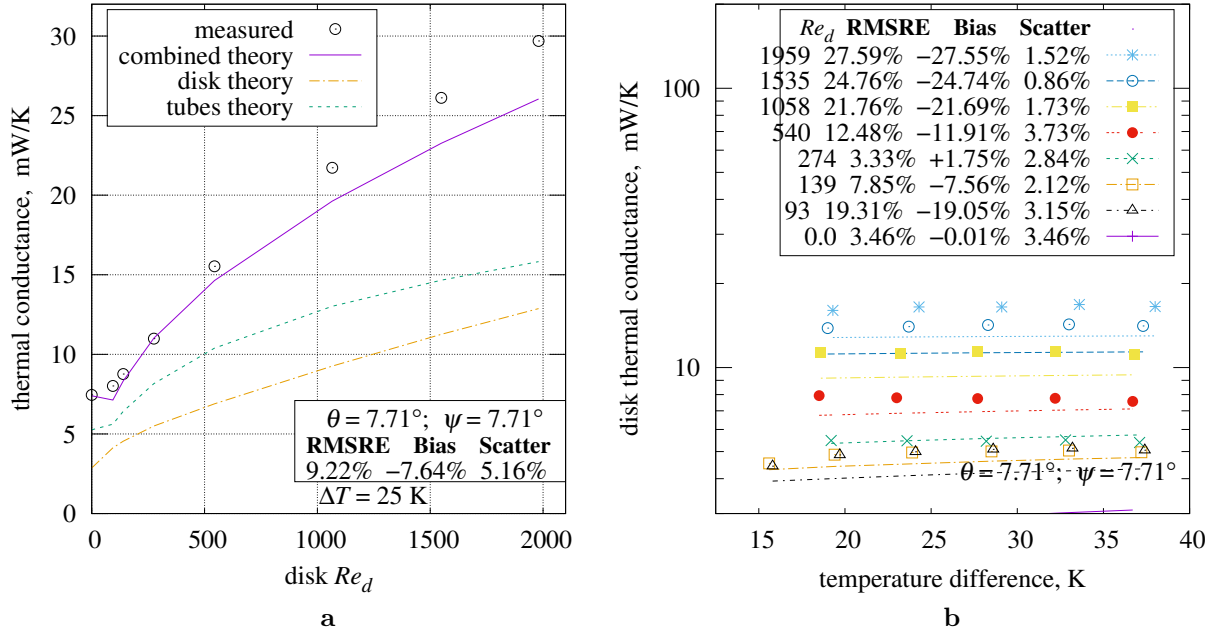 30
25
20
15
10
5
0
thermal conductance, mW/K
measured
combined theory
disk theory
tubes theory
θ = 7.71°; ψ = 7.71°
RMSRE Bias Scatter
9.22% −7.64% 5.16%
ΔT = 25 K
0 500 1000 1500 2000
disk Re_d
a
100
10
disk thermal conductance, mW/K
Re_d RMSRE Bias Scatter
1959 27.59% −27.55% 1.52%
1535 24.76% −24.74% 0.86%
1058 21.76% −21.69% 1.73%
540 12.48% −11.91% 3.73%
274 3.33% +1.75% 2.84%
139 7.85% −7.56% 2.12%
93 19.31% −19.05% 3.15%
0.0 3.46% −0.01% 3.46%
θ = 7.71°; ψ = 7.71°
15 20 25 30 35 40
temperature difference, K
b